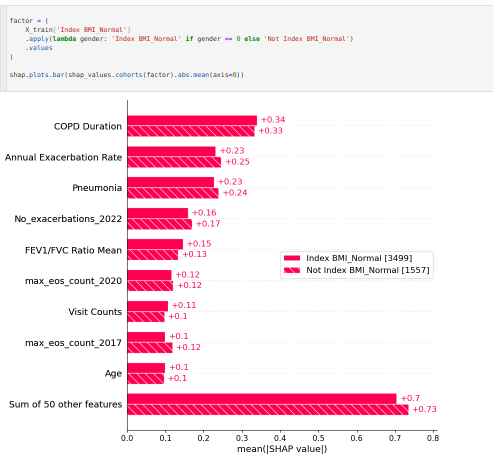 factor = (
X_train['Index BMI_Normal']
.apply(lambda gender: 'Index BMI_Normal' if gender == 0 else 'Not Index BMI_Normal')
.values
)
shap.plots.bar(shap_values.cohorts(factor).abs.mean(axis=0))
COPD Duration
+0.34
+0.33
Annual Exacerbation Rate
+0.23
+0.25
Pneumonia
+0.23
+0.24
No_exacerbations_2022
+0.16
+0.17
FEV1/FVC Ratio Mean
+0.15
+0.13
Index BMI_Normal [3499]
Not Index BMI_Normal [1557]
max_eos_count_2020
+0.12
+0.12
Visit Counts
+0.11
+0.1
max_eos_count_2017
+0.1
+0.12
Age
+0.1
+0.1
Sum of 50 other features
+0.7
+0.73
0.0 0.1 0.2 0.3 0.4 0.5 0.6 0.7 0.8
mean(|SHAP value|)